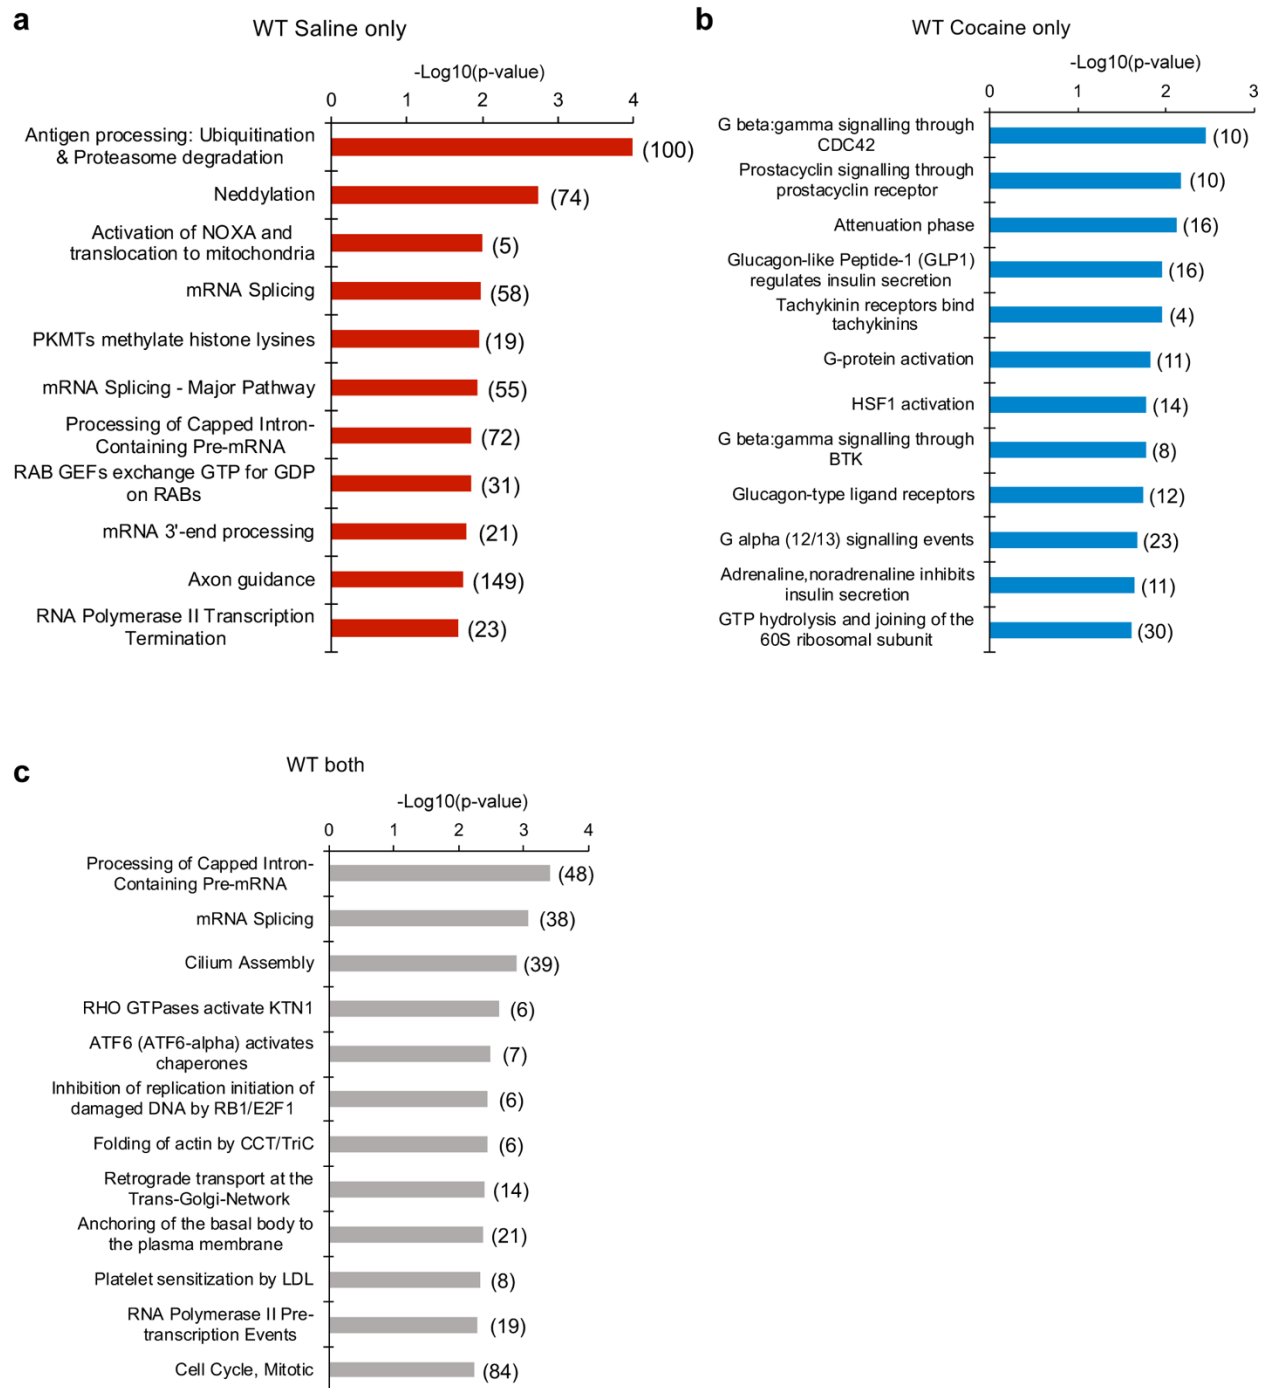 a
WT Saline only
-Log10(p-value)
0 1 2 3 4
Antigen processing: Ubiquitination
& Proteasome degradation
(100)
Neddylation
(74)
Activation of NOXA and
translocation to mitochondria
(5)
mRNA Splicing
(58)
PKMTs methylate histone lysines
(19)
mRNA Splicing - Major Pathway
(55)
Processing of Capped Intron-
Containing Pre-mRNA
(72)
RAB GEFs exchange GTP for GDP
on RABs
(31)
mRNA 3'-end processing
(21)
Axon guidance
(149)
RNA Polymerase II Transcription
Termination
(23)
b
WT Cocaine only
-Log10(p-value)
0 1 2 3
G beta:gamma signalling through
CDC42
(10)
Prostacyclin signalling through
prostacyclin receptor
(10)
Attenuation phase
(16)
Glucagon-like Peptide-1 (GLP1)
regulates insulin secretion
(16)
Tachykinin receptors bind
tachykinins
(4)
G-protein activation
(11)
HSF1 activation
(14)
G beta:gamma signalling through
BTK
(8)
Glucagon-type ligand receptors
(12)
G alpha (12/13) signalling events
(23)
Adrenaline,noradrenaline inhibits
insulin secretion
(11)
GTP hydrolysis and joining of the
60S ribosomal subunit
(30)
c
WT both
-Log10(p-value)
0 1 2 3 4
Processing of Capped Intron-
Containing Pre-mRNA
(48)
mRNA Splicing
(38)
Cilium Assembly
(39)
RHO GTPases activate KTN1
(6)
ATF6 (ATF6-alpha) activates
chaperones
(7)
Inhibition of replication initiation of
damaged DNA by RB1/E2F1
(6)
Folding of actin by CCT/TriC
(6)
Retrograde transport at the
Trans-Golgi-Network
(14)
Anchoring of the basal body to
the plasma membrane
(21)
Platelet sensitization by LDL
(8)
RNA Polymerase II Pre-
transcription Events
(19)
Cell Cycle, Mitotic
(84)